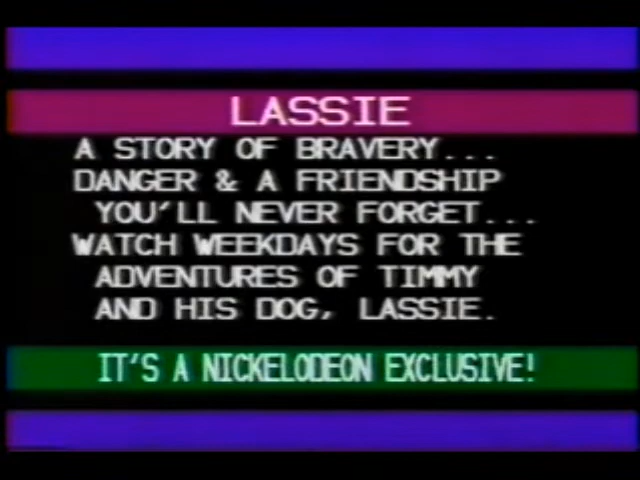 LASSIE
A STORY OF BRAVERY...
DANGER & A FRIENDSHIP
YOU'LL NEVER FORGET...
WATCH WEEKDAYS FOR THE
ADVENTURES OF TIMMY
AND HIS DOG, LASSIE.
IT'S A NICKELODEON EXCLUSIVE!